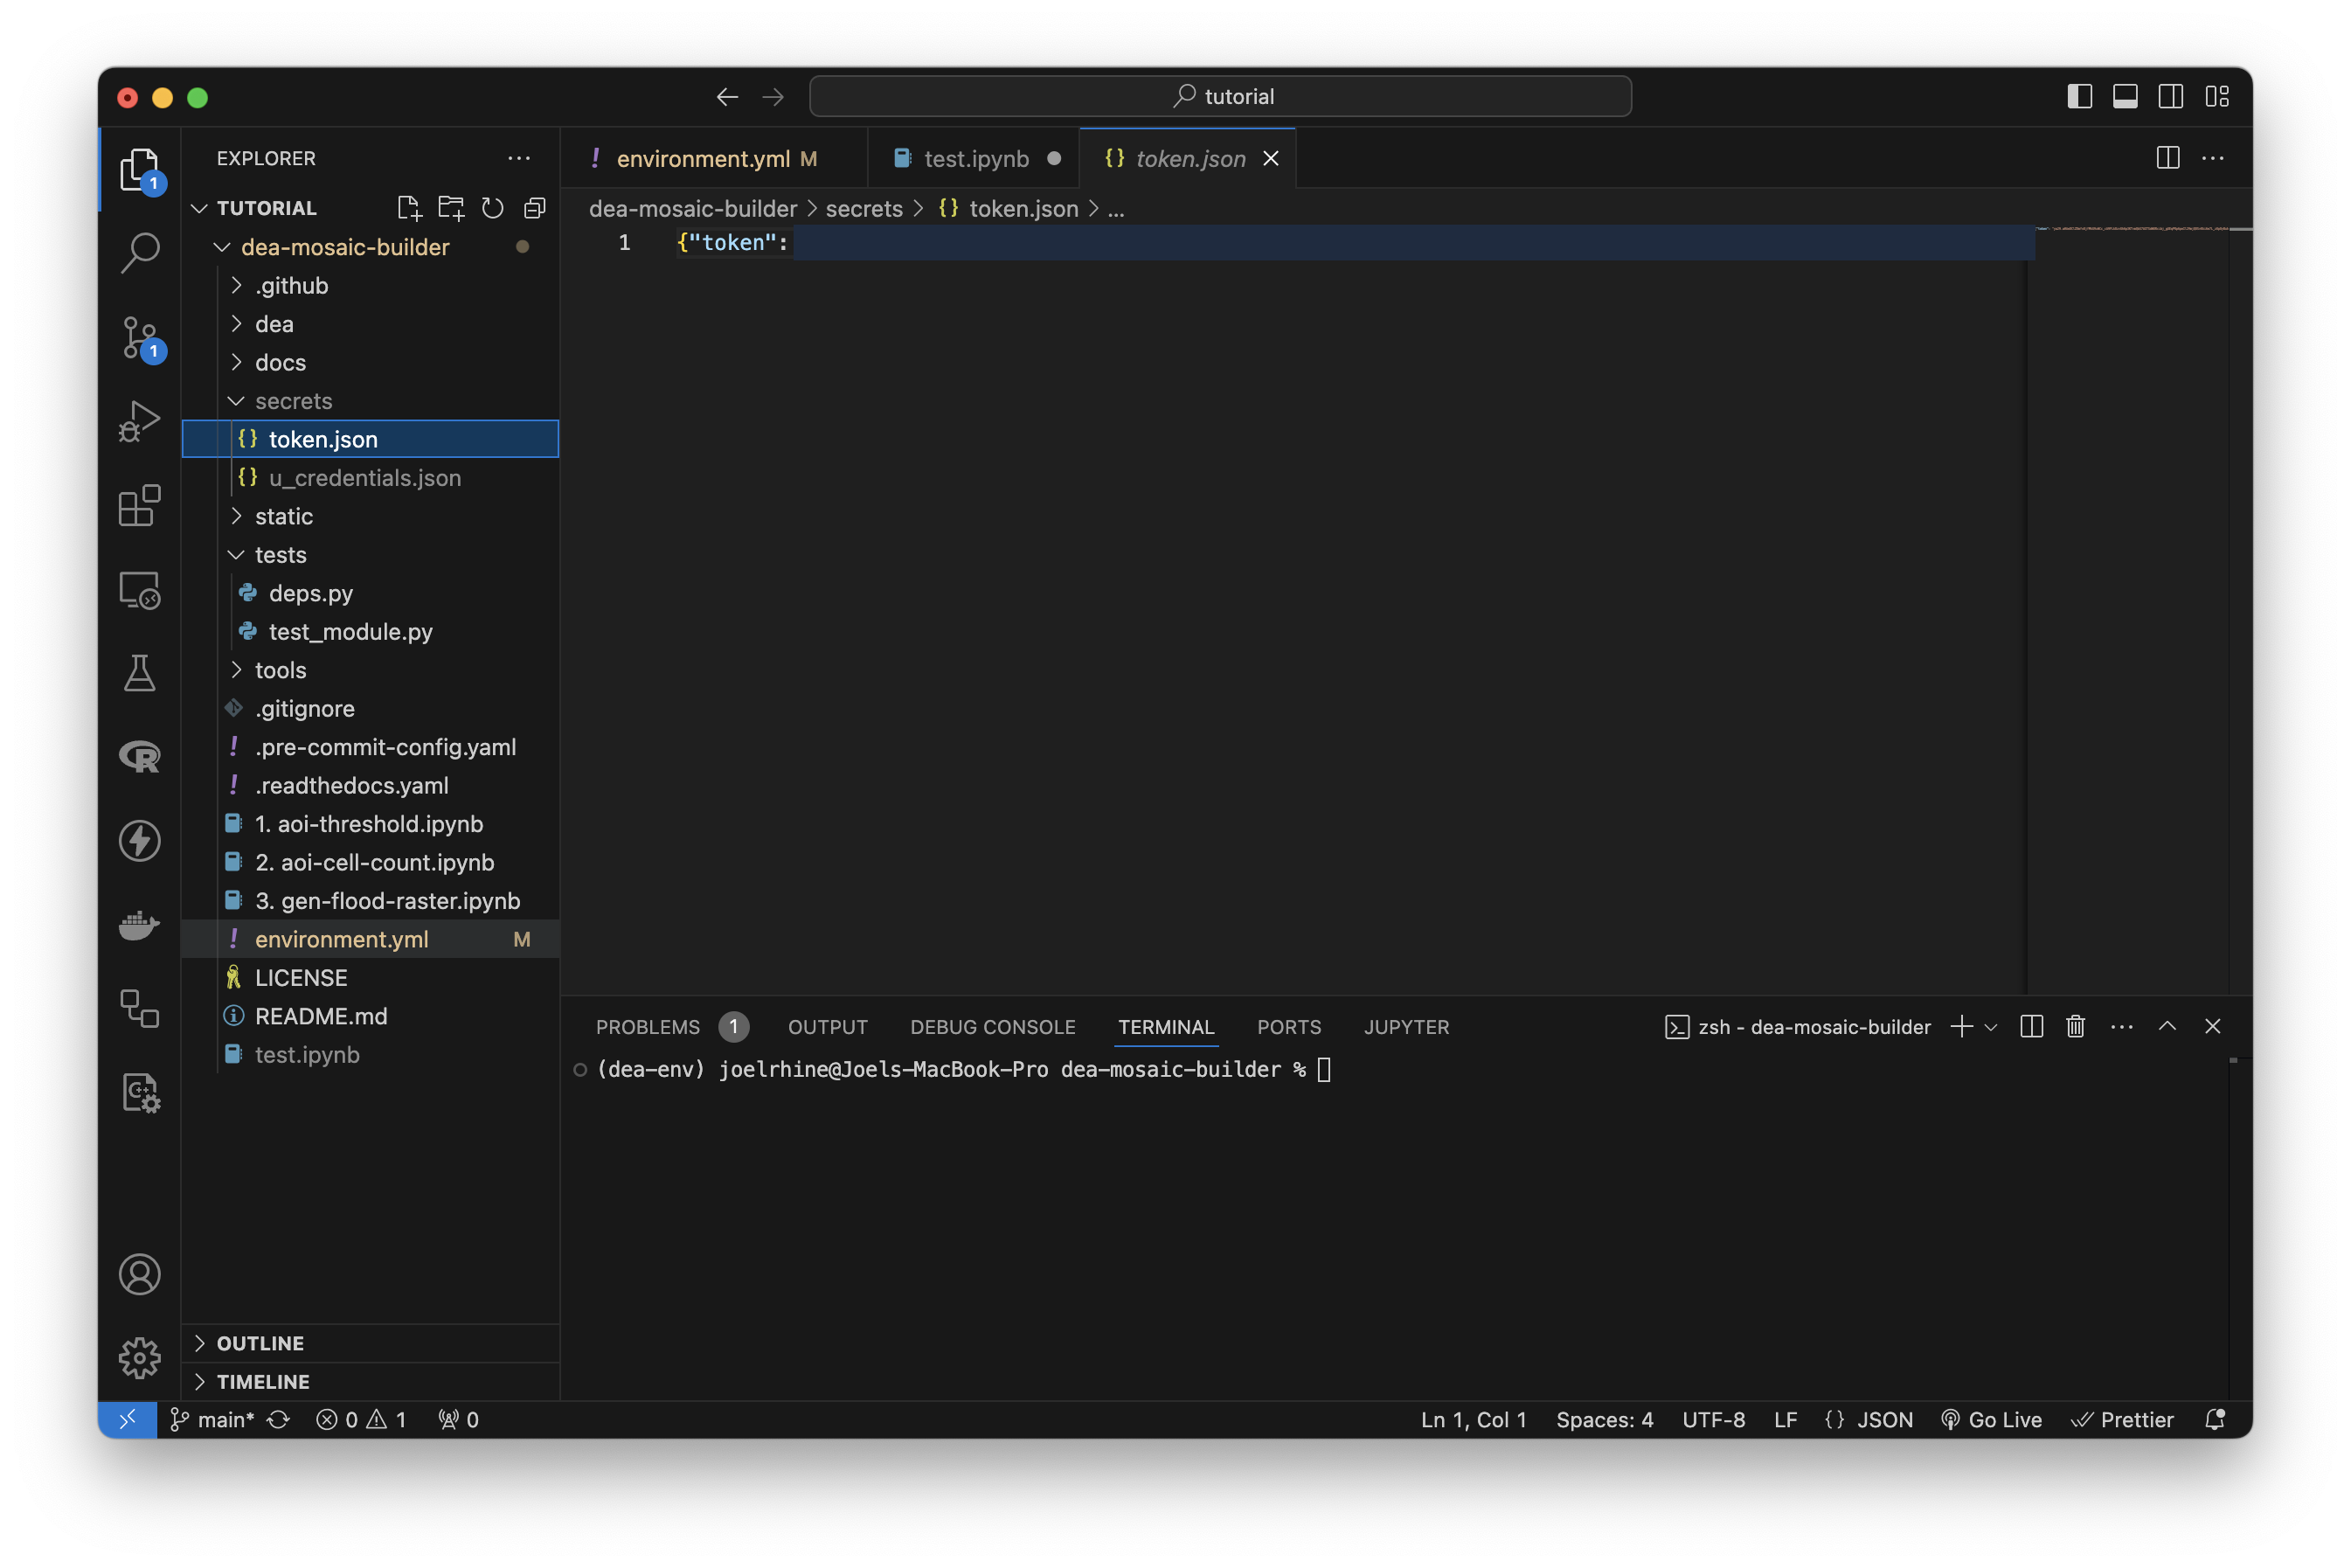 tutorial
EXPLORER
TUTORIAL
dea-mosaic-builder
.github
dea
docs
secrets
token.json
u_credentials.json
static
tests
deps.py
test_module.py
tools
.gitignore
.pre-commit-config.yaml
.readthedocs.yaml
1. aoi-threshold.ipynb
2. aoi-cell-count.ipynb
3. gen-flood-raster.ipynb
environment.yml M
LICENSE
README.md
test.ipynb
OUTLINE
TIMELINE
1
1
environment.yml M test.ipynb token.json
dea-mosaic-builder > secrets > {} token.json > ...
1 {"token":
PROBLEMS 1 OUTPUT DEBUG CONSOLE TERMINAL PORTS JUPYTER zsh - dea-mosaic-builder
(dea-env) joelrhine@Joels-MacBook-Pro dea-mosaic-builder %
main* 0 1 0 Ln 1, Col 1 Spaces: 4 UTF-8 LF {} JSON Go Live Prettier